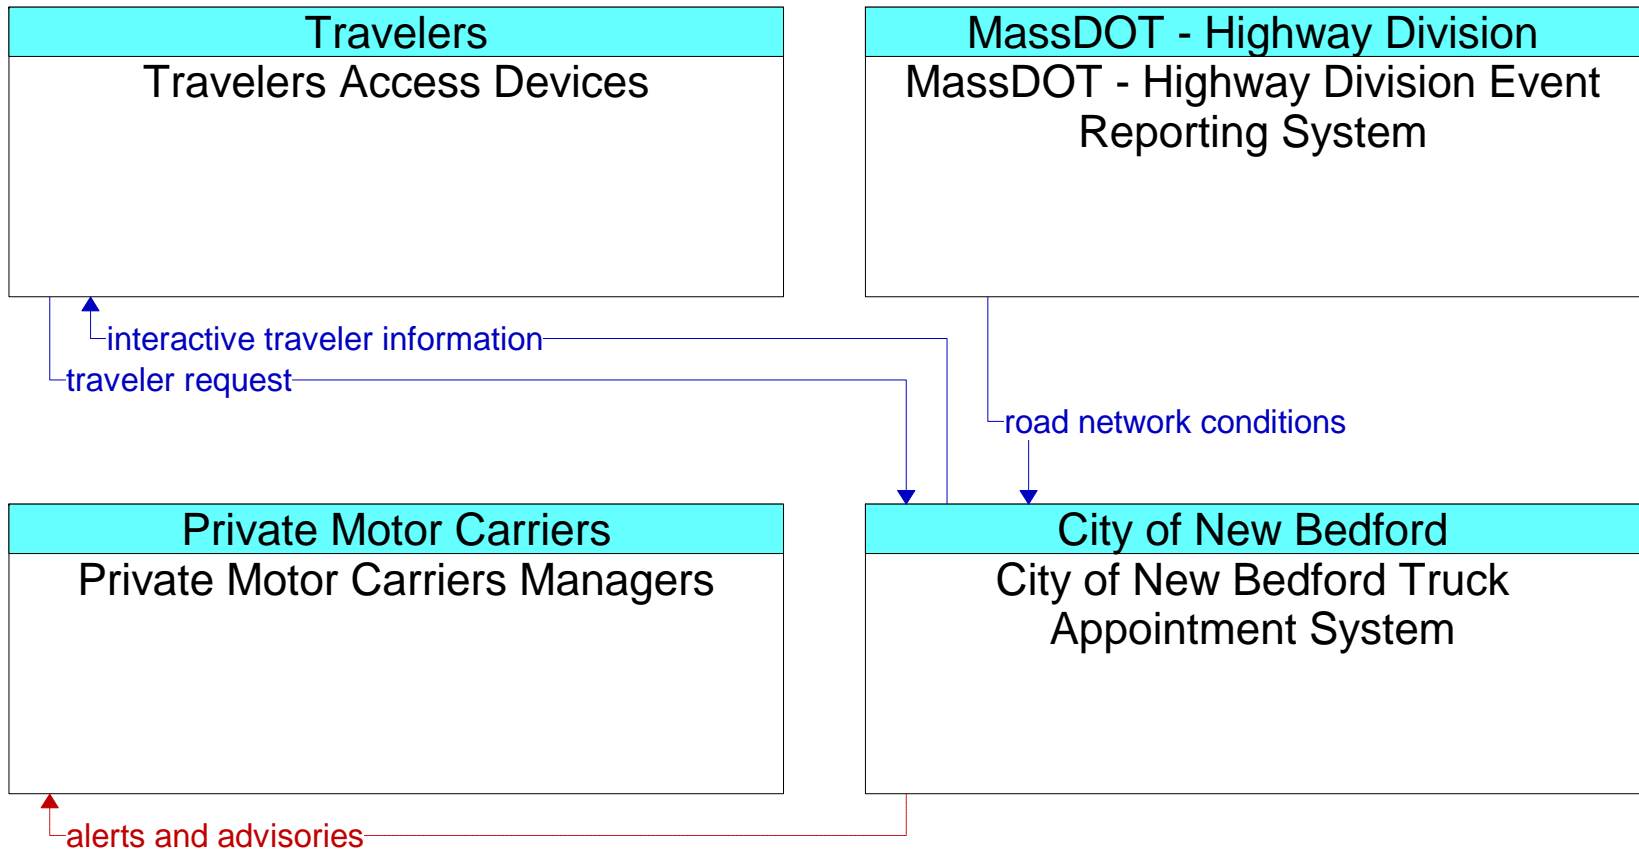 Travelers
Travelers Access Devices
MassDOT - Highway Division
MassDOT - Highway Division Event
Reporting System
interactive traveler information
traveler request
road network conditions
Private Motor Carriers
Private Motor Carriers Managers
City of New Bedford
City of New Bedford Truck
Appointment System
alerts and advisories